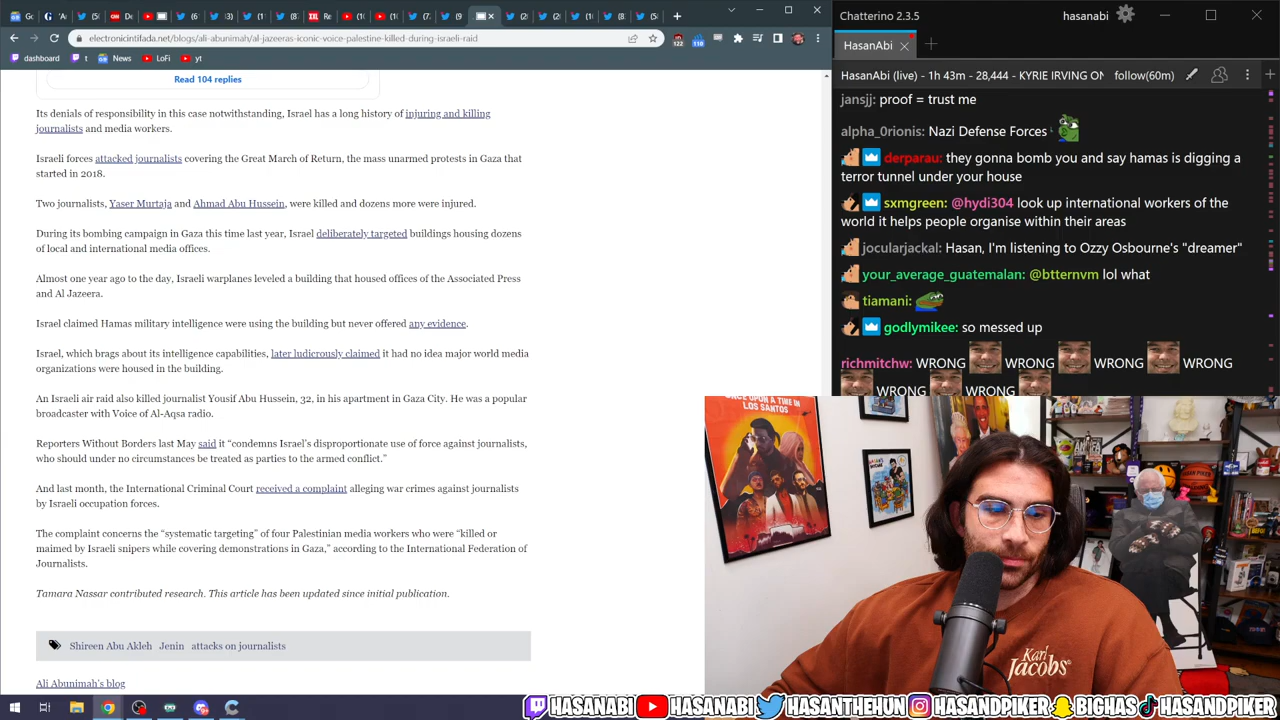 electronicintifada.net/blogs/ali-abunimah/al-jazeeras-iconic-voice-palestine-killed-during-israeli-raid
dashboard
t
News
LoFi
yt
122
110
Read 104 replies
Its denials of responsibility in this case notwithstanding, Israel has a long history of injuring and killing
journalists and media workers.
Israeli forces attacked journalists covering the Great March of Return, the mass unarmed protests in Gaza that
started in 2018.
Two journalists, Yaser Murtaja and Ahmad Abu Hussein, were killed and dozens more were injured.
During its bombing campaign in Gaza this time last year, Israel deliberately targeted buildings housing dozens
of local and international media offices.
Almost one year ago to the day, Israeli warplanes leveled a building that housed offices of the Associated Press
and Al Jazeera.
Israel claimed Hamas military intelligence were using the building but never offered any evidence.
Israel, which brags about its intelligence capabilities, later ludicrously claimed it had no idea major world media
organizations were housed in the building.
An Israeli air raid also killed journalist Yousif Abu Hussein, 32, in his apartment in Gaza City. He was a popular
broadcaster with Voice of Al-Aqsa radio.
Reporters Without Borders last May said it “condemns Israel’s disproportionate use of force against journalists,
who should under no circumstances be treated as parties to the armed conflict.”
And last month, the International Criminal Court received a complaint alleging war crimes against journalists
by Israeli occupation forces.
The complaint concerns the “systematic targeting” of four Palestinian media workers who were “killed or
maimed by Israeli snipers while covering demonstrations in Gaza,” according to the International Federation of
Journalists.
Tamara Nassar contributed research. This article has been updated since initial publication.
Shireen Abu Akleh Jenin attacks on journalists
Ali Abunimah's blog
Chatterino 2.3.5
hasanabi
HasanAbi
HasanAbi (live) - 1h 43m - 28,444 - KYRIE IRVING ON
follow(60m)
jansjj: proof = trust me
alpha_0rionis: Nazi Defense Forces
derparau: they gonna bomb you and say hamas is digging a
terror tunnel under your house
sxmgreen: @hydi304 look up international workers of the
world it helps people organise within their areas
jocularjackal: Hasan, I'm listening to Ozzy Osbourne's "dreamer"
your_average_guatemalan: @btternvm lol what
tiamani:
godlymikee: so messed up
richmitchw: WRONG WRONG WRONG WRONG
WRONG WRONG
ONCE UPON A TIME IN
LOS SANTOS
Karl
Jacobs
HASANABI HASANABI HASANTHEHUN HASANDPIKER BIGHAS HASANDPIKER